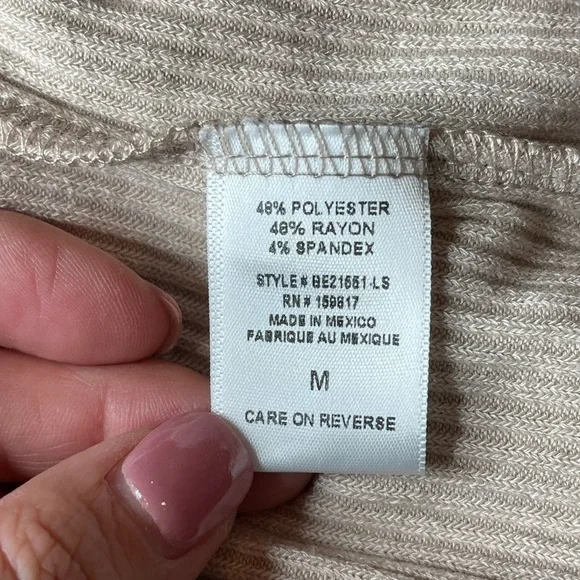 48% POLYESTER
48% RAYON
4% SPANDEX
STYLE # BE21551-LS
RN # 159817
MADE IN MEXICO
FABRIQUE AU MEXIQUE
M
CARE ON REVERSE